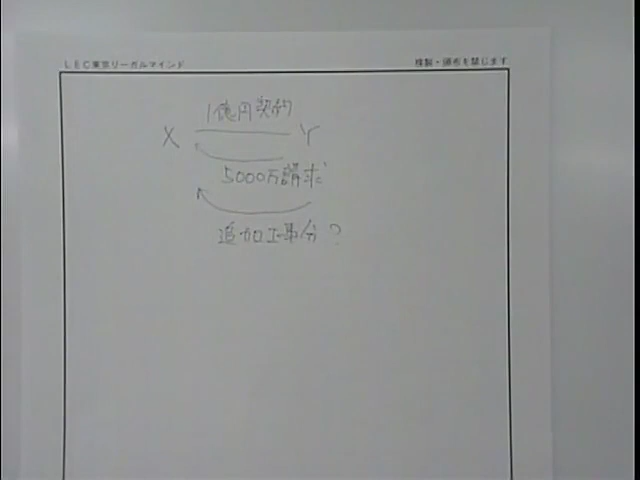 LEC東京リーガルマインド
複製・頒布を禁じます
1億円契約
X Y
5000万請求
追加工事分?